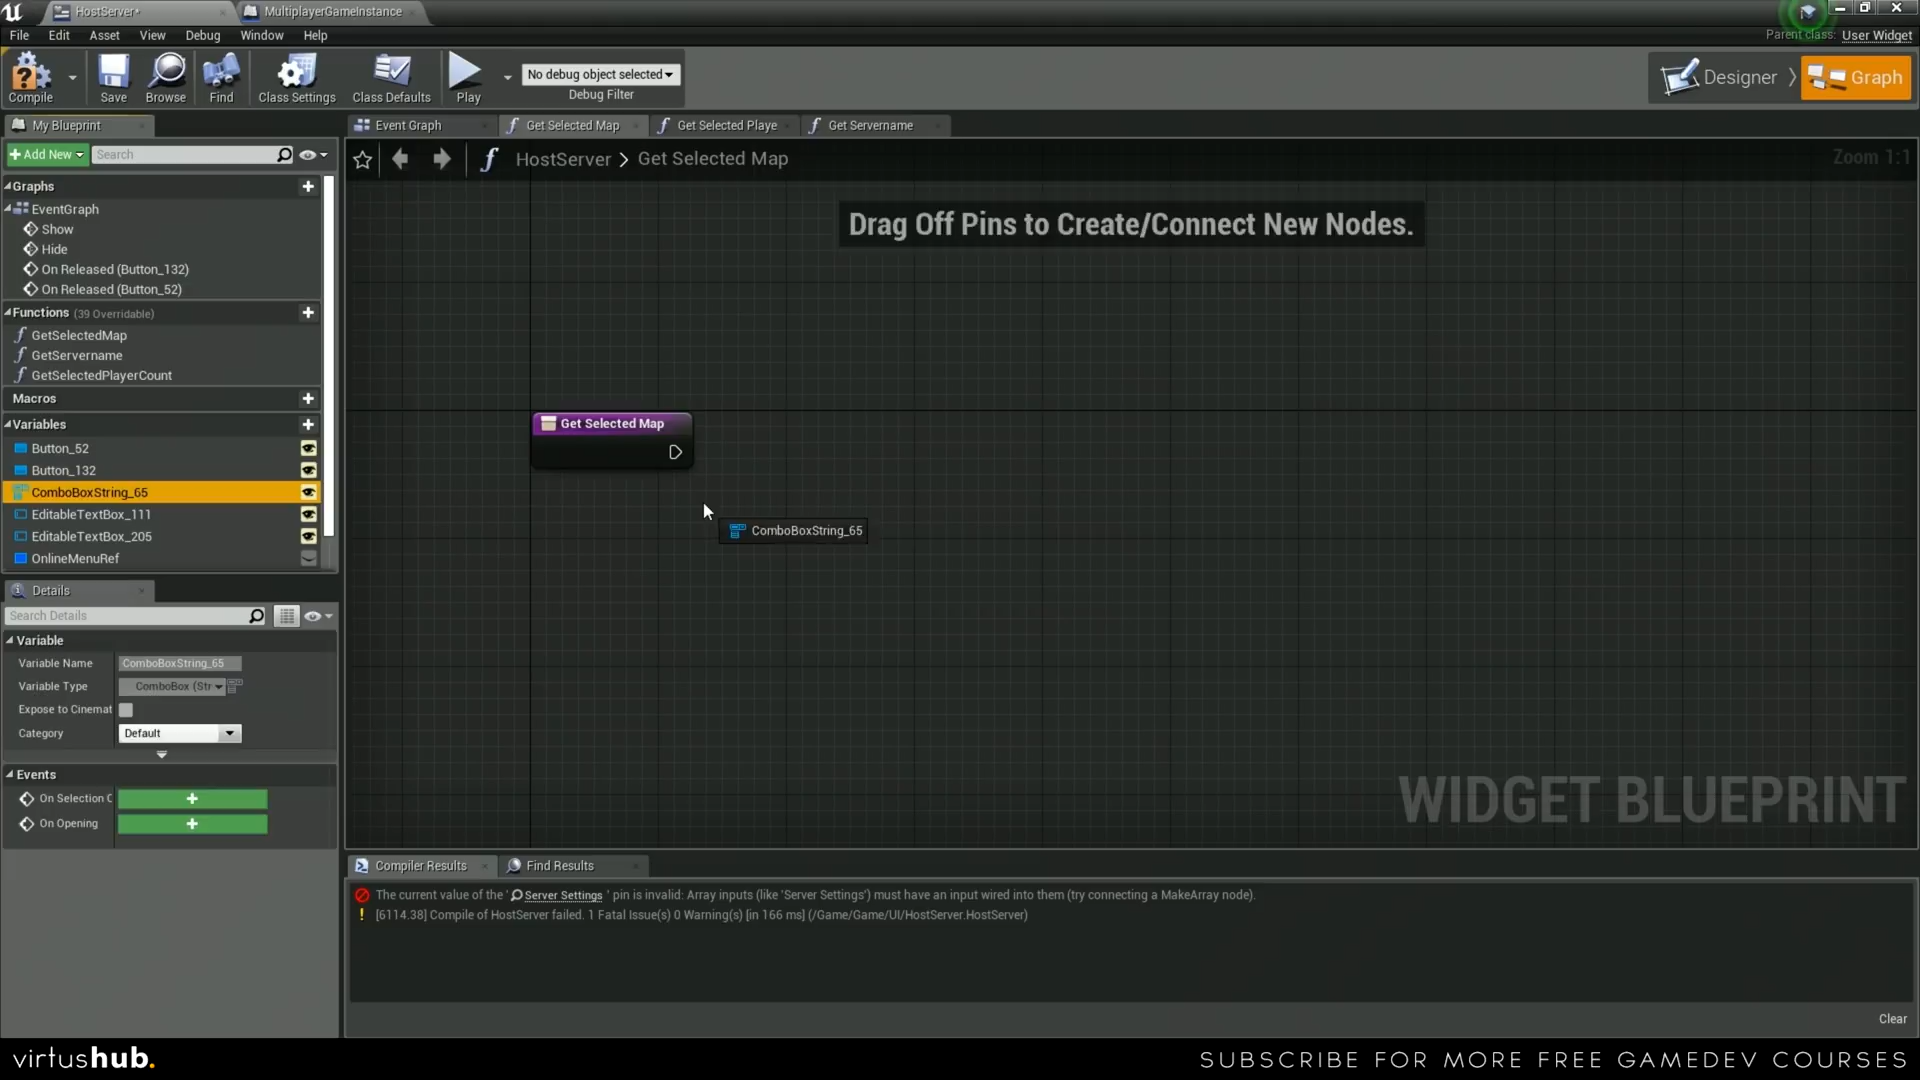 HostServer*
MultiplayerGameInstance
File Edit Asset View Debug Window Help
Parent class: User Widget
Compile
Save
Browse
Find
Class Settings
Class Defaults
Play
No debug object selected
Debug Filter
Designer
Graph
My Blueprint
Event Graph
Get Selected Map
Get Selected Playe
Get Servername
Add New
Search
HostServer > Get Selected Map
Zoom 1:1
Graphs
EventGraph
Show
Hide
On Released (Button_132)
On Released (Button_52)
Functions (39 Overridable)
GetSelectedMap
GetServername
GetSelectedPlayerCount
Macros
Variables
Button_52
Button_132
ComboBoxString_65
EditableTextBox_111
EditableTextBox_205
OnlineMenuRef
Drag Off Pins to Create/Connect New Nodes.
Get Selected Map
ComboBoxString_65
WIDGET BLUEPRINT
Details
Search Details
Variable
Variable Name ComboBoxString_65
Variable Type ComboBox (Str
Expose to Cinemat
Category Default
Events
On Selection C
On Opening
Compiler Results
Find Results
The current value of the ' Server Settings ' pin is invalid: Array inputs (like 'Server Settings') must have an input wired into them (try connecting a MakeArray node).
[6114.38] Compile of HostServer failed. 1 Fatal Issue(s) 0 Warning(s) [in 166 ms] (/Game/Game/UI/HostServer.HostServer)
Clear
virtushub.
SUBSCRIBE FOR MORE FREE GAMEDEV COURSES